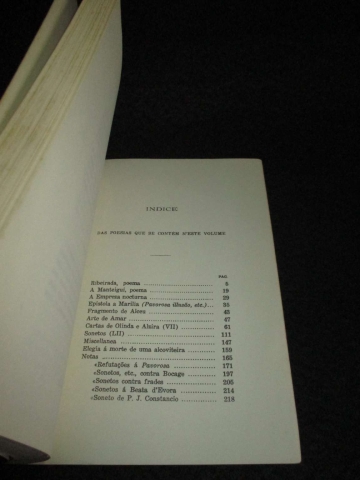 INDICE
DAS POESIAS QUE SE CONTEM N'ESTE VOLUME
PAG.
Ribeirada, poema 5
A Manteigui, poema 19
A Empresa nocturna 29
Epistola a Marilia (Pavorosa illusão, etc.) 35
Fragmento de Alceu 45
Arte de Amar 47
Cartas de Olinda e Alzira (VII) 61
Sonetos (LII) 111
Miscellanea 147
Elegia á morte de uma alcoviteira 159
Notas 165
«Refutações á Pavorosa 171
«Sonetos, etc., contra Bocage 197
«Sonetos contra frades 205
«Sonetos á Beata d'Evora 214
«Soneto de P. J. Constancio 218